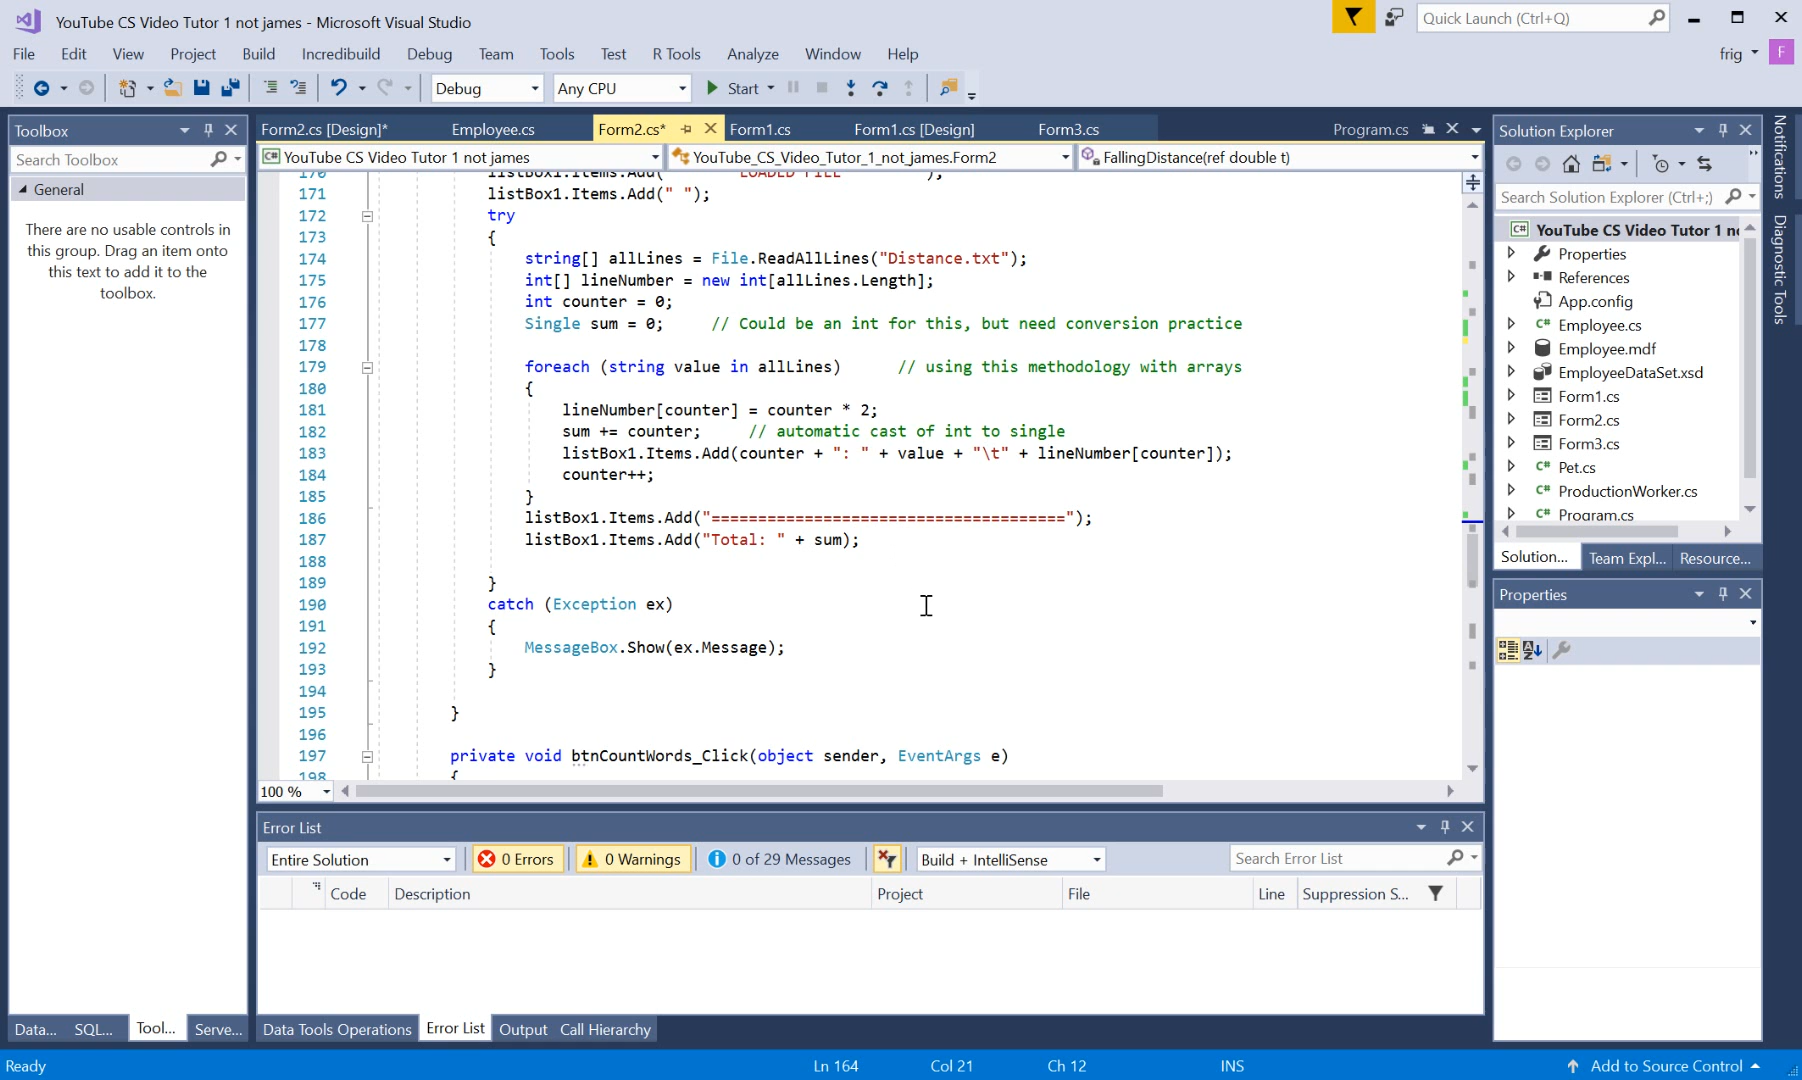 YouTube CS Video Tutor 1 not james - Microsoft Visual Studio
Quick Launch (Ctrl+Q)
File Edit View Project Build Incredibuild Debug Team Tools Test R Tools Analyze Window Help
frig F
Debug Any CPU Start
Toolbox
Search Toolbox
General
There are no usable controls in
this group. Drag an item onto
this text to add it to the
toolbox.
Data... SQL... Tool... Serve...
Form2.cs [Design]* Employee.cs Form2.cs* Form1.cs Form1.cs [Design] Form3.cs Program.cs
C# YouTube CS Video Tutor 1 not james YouTube_CS_Video_Tutor_1_not_james.Form2 FallingDistance(ref double t)
170 listBox1.Items.Add(" LOADED FILE ");
171 listBox1.Items.Add(" ");
172 try
173 {
174 string[] allLines = File.ReadAllLines("Distance.txt");
175 int[] lineNumber = new int[allLines.Length];
176 int counter = 0;
177 Single sum = 0; // Could be an int for this, but need conversion practice
178
179 foreach (string value in allLines) // using this methodology with arrays
180 {
181 lineNumber[counter] = counter * 2;
182 sum += counter; // automatic cast of int to single
183 listBox1.Items.Add(counter + ": " + value + "\t" + lineNumber[counter]);
184 counter++;
185 }
186 listBox1.Items.Add("======================================");
187 listBox1.Items.Add("Total: " + sum);
188
189 }
190 catch (Exception ex)
191 {
192 MessageBox.Show(ex.Message);
193 }
194
195 }
196
197 private void btnCountWords_Click(object sender, EventArgs e)
198 {
100 %
Error List
Entire Solution 0 Errors 0 Warnings 0 of 29 Messages Build + IntelliSense Search Error List
Code Description Project File Line Suppression S...
Data Tools Operations Error List Output Call Hierarchy
Solution Explorer
Search Solution Explorer (Ctrl+;)
C# YouTube CS Video Tutor 1 n
Properties
References
App.config
C# Employee.cs
Employee.mdf
EmployeeDataSet.xsd
Form1.cs
Form2.cs
Form3.cs
C# Pet.cs
C# ProductionWorker.cs
C# Program.cs
Solution... Team Expl... Resource...
Properties
Notifications
Diagnostic Tools
Ready Ln 164 Col 21 Ch 12 INS Add to Source Control